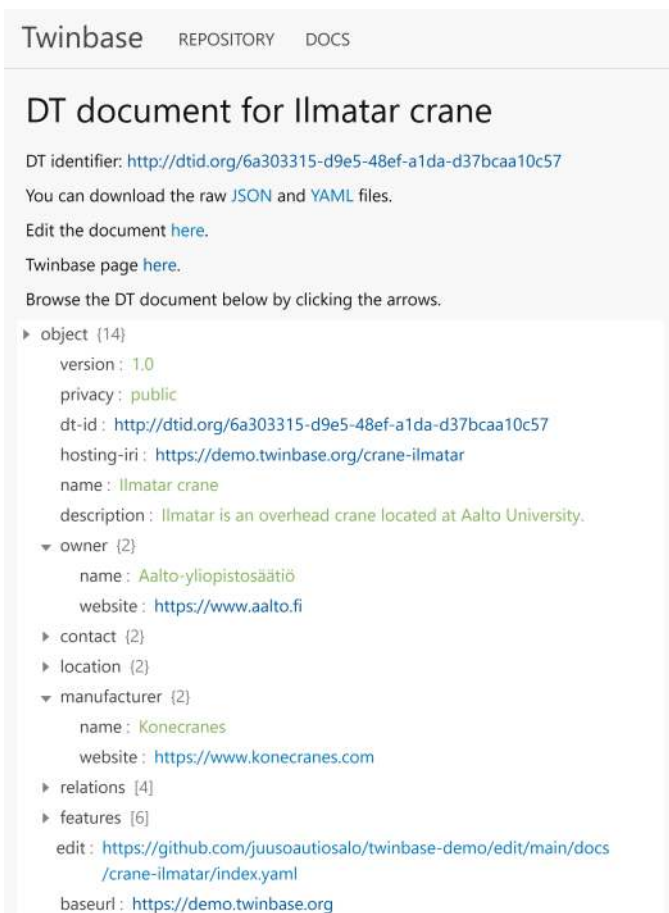 Twinbase REPOSITORY DOCS
DT document for Ilmatar crane
DT identifier: http://dtid.org/6a303315-d9e5-48ef-a1da-d37bcaa10c57
You can download the raw JSON and YAML files.
Edit the document here.
Twinbase page here.
Browse the DT document below by clicking the arrows.
object {14}
version : 1.0
privacy : public
dt-id : http://dtid.org/6a303315-d9e5-48ef-a1da-d37bcaa10c57
hosting-iri : https://demo.twinbase.org/crane-ilmatar
name : Ilmatar crane
description : Ilmatar is an overhead crane located at Aalto University.
owner {2}
name : Aalto-yliopistosäätiö
website : https://www.aalto.fi
contact {2}
location {2}
manufacturer {2}
name : Konecranes
website : https://www.konecranes.com
relations [4]
features [6]
edit : https://github.com/juusoautiosalo/twinbase-demo/edit/main/docs
/crane-ilmatar/index.yaml
baseurl : https://demo.twinbase.org